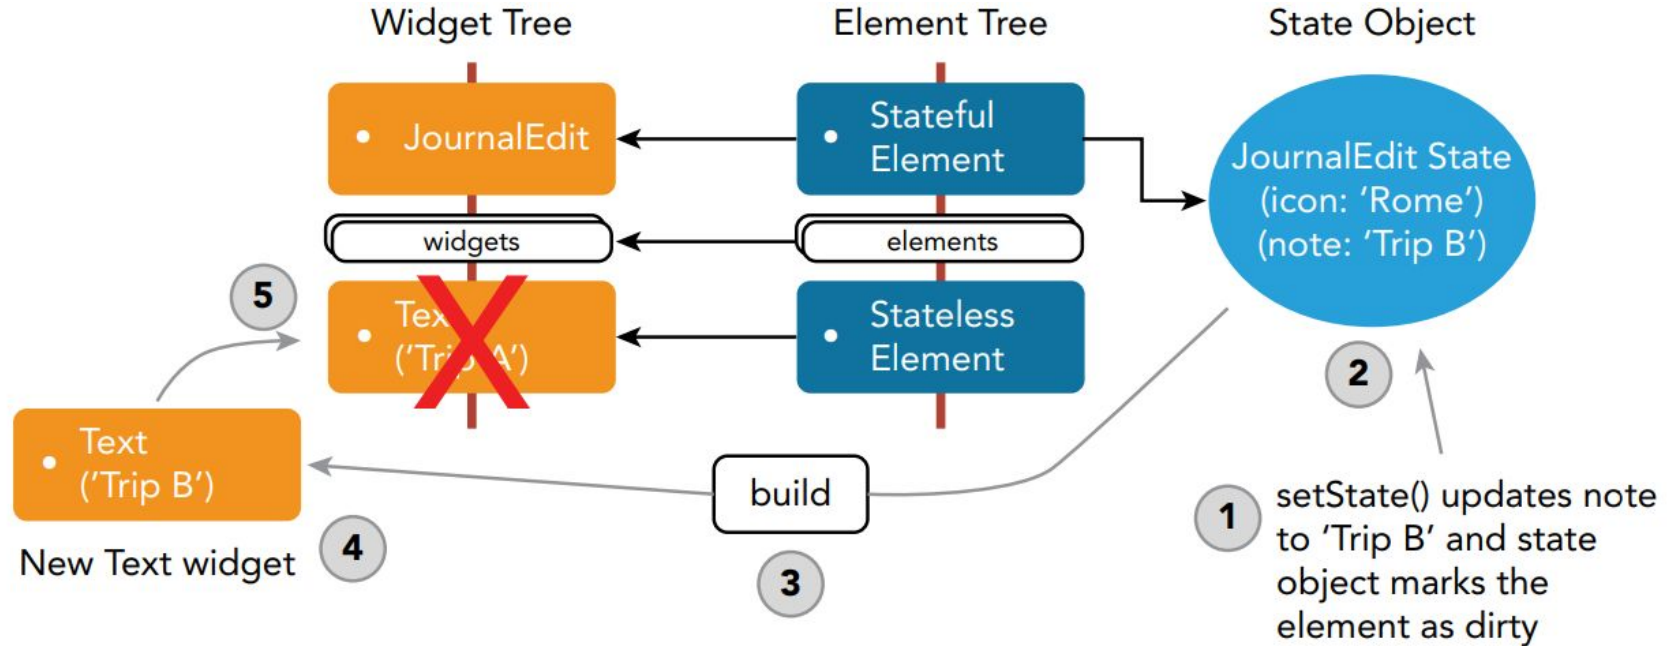 Widget Tree
Element Tree
State Object
• JournalEdit
• Stateful
Element
JournalEdit State
(icon: ’Rome’)
(note: ‘Trip B’)
widgets
elements
5
• Text
(’Trip A’)
• Stateless
Element
2
• Text
(’Trip B’)
New Text widget
4
build
3
1
setState() updates note
to ‘Trip B’ and state
object marks the
element as dirty